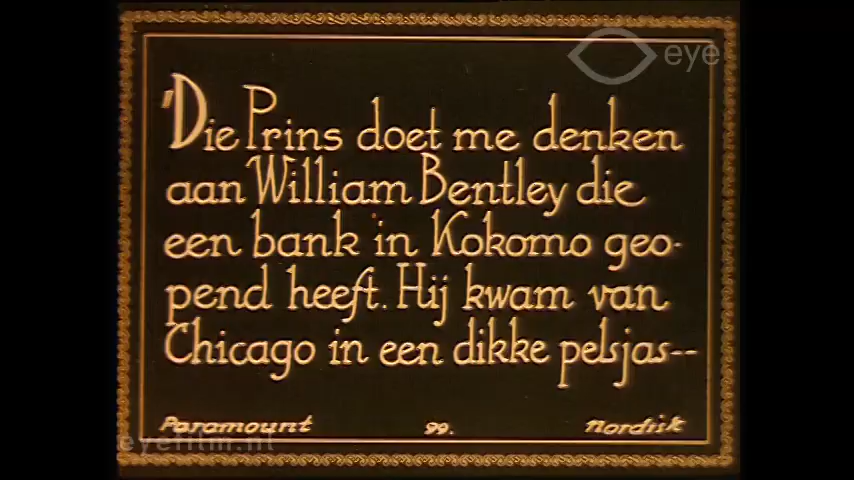 eye
'Die Prins doet me denken
aan William Bentley die
een bank in Kokomo geo-
pend heeft. Hij kwam van
Chicago in een dikke pelsjas--
Paramount 99. Nordisk
eyefilm.nl